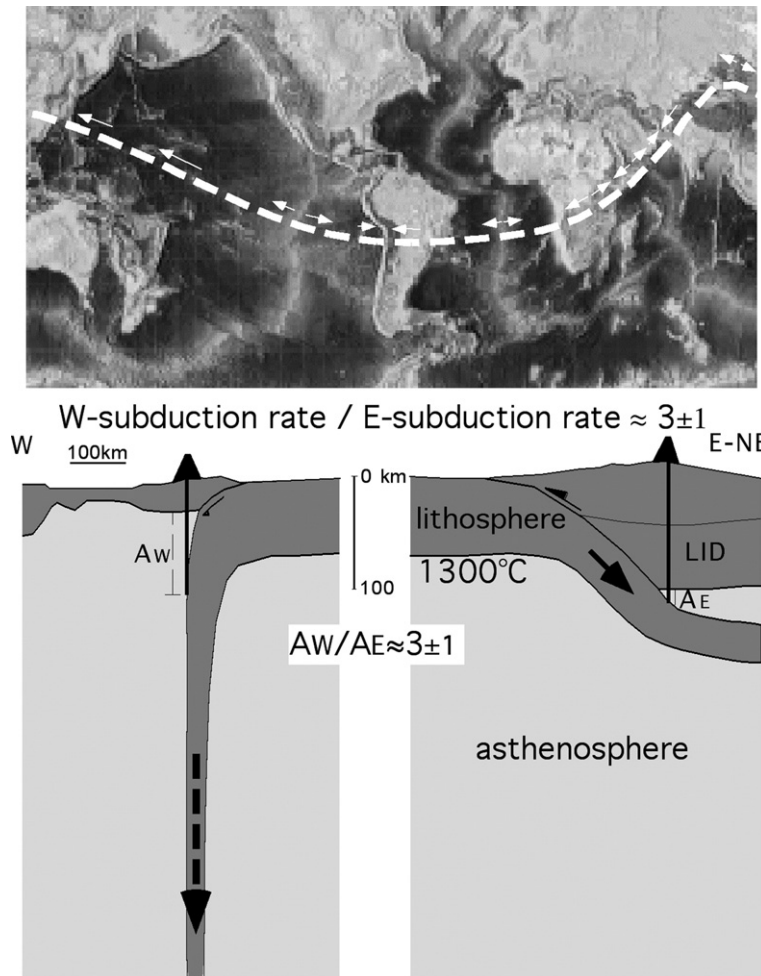 W-subduction rate / E-subduction rate ≈ 3±1
W
100km
E-NE
0 km
lithosphere
AW
LID
1300°C
100
AE
AW/AE≈3±1
asthenosphere